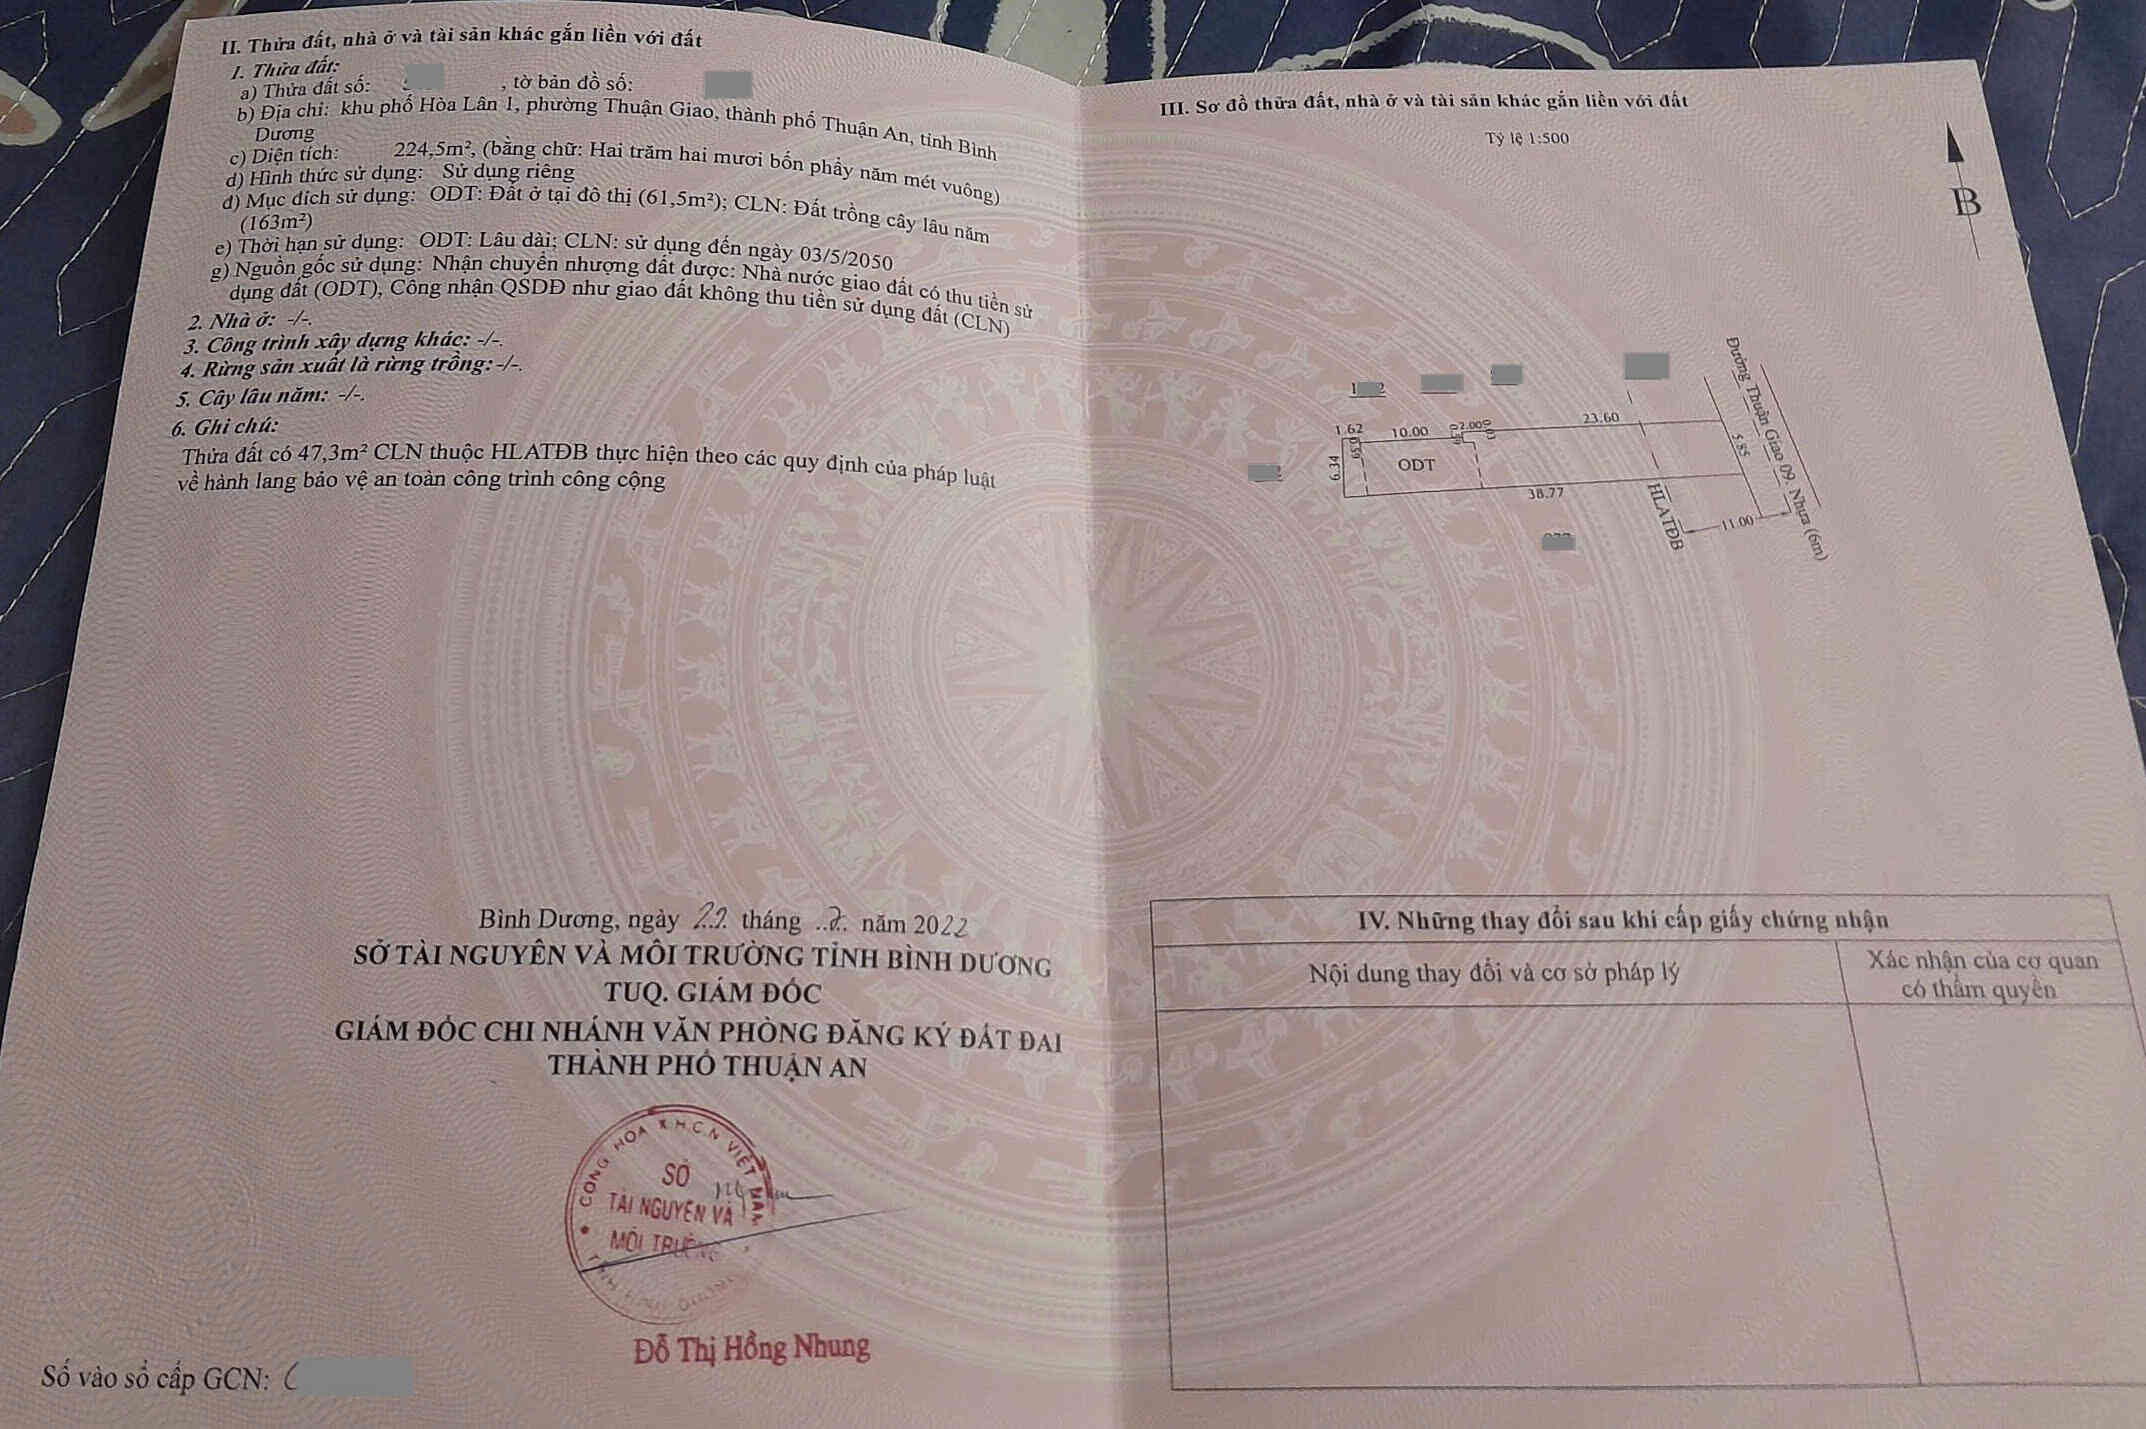 II. Thửa đất, nhà ở và tài sản khác gắn liền với đất
1. Thửa đất:
a) Thửa đất số: , tờ bản đồ số:
b) Địa chỉ: khu phố Hòa Lân 1, phường Thuận Giao, thành phố Thuận An, tỉnh Bình
Dương
c) Diện tích: 224,5m², (bằng chữ: Hai trăm hai mươi bốn phẩy năm mét vuông)
d) Hình thức sử dụng: Sử dụng riêng
đ) Mục đích sử dụng: ODT: Đất ở tại đô thị (61,5m²); CLN: Đất trồng cây lâu năm
(163m²)
e) Thời hạn sử dụng: ODT: Lâu dài; CLN: sử dụng đến ngày 03/5/2050
g) Nguồn gốc sử dụng: Nhận chuyển nhượng đất được: Nhà nước giao đất có thu tiền sử
dụng đất (ODT), Công nhận QSDĐ như giao đất không thu tiền sử dụng đất (CLN)
2. Nhà ở: -/-.
3. Công trình xây dựng khác: -/-.
4. Rừng sản xuất là rừng trồng: -/-.
5. Cây lâu năm: -/-.
6. Ghi chú:
Thửa đất có 47,3m² CLN thuộc HLATĐB thực hiện theo các quy định của pháp luật
về hành lang bảo vệ an toàn công trình công cộng
Bình Dương, ngày 22 tháng 2 năm 2022
SỞ TÀI NGUYÊN VÀ MÔI TRƯỜNG TỈNH BÌNH DƯƠNG
TUQ. GIÁM ĐỐC
GIÁM ĐỐC CHI NHÁNH VĂN PHÒNG ĐĂNG KÝ ĐẤT ĐAI
THÀNH PHỐ THUẬN AN
CỘNG HÒA X.H.C.N VIỆT NAM
SỞ
TÀI NGUYÊN VÀ
MÔI TRƯỜNG
Đỗ Thị Hồng Nhung
Số vào sổ cấp GCN:
III. Sơ đồ thửa đất, nhà ở và tài sản khác gắn liền với đất
Tỷ lệ 1:500
B
Đường Thuận Giao 09. Nhựa (6m)
1.62
10.00
2.00
23.60
6.34
ODT
5.85
38.77
HLATĐB
11.00
IV. Những thay đổi sau khi cấp giấy chứng nhận
Nội dung thay đổi và cơ sở pháp lý
Xác nhận của cơ quan
có thẩm quyền